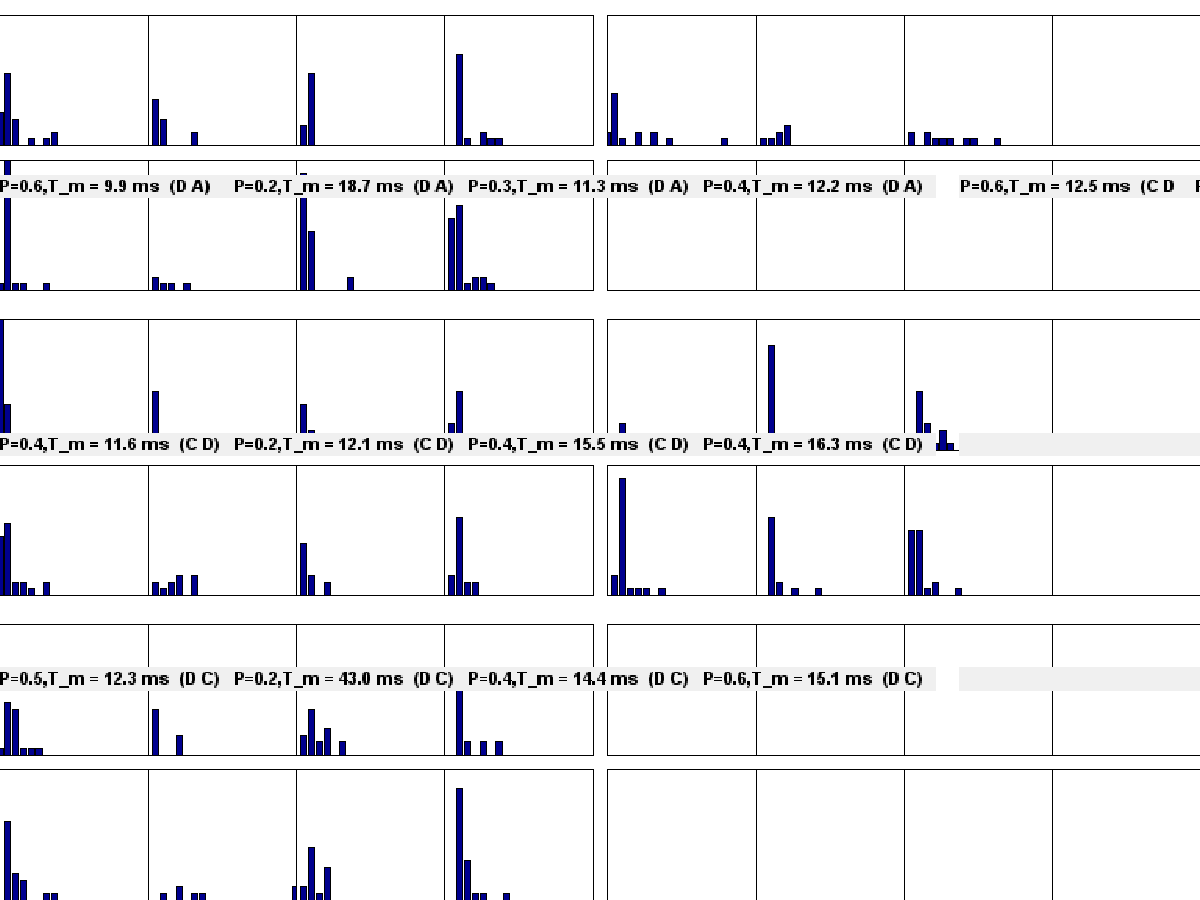 P=0.6,T_m = 9.9 ms (D A) P=0.2,T_m = 18.7 ms (D A) P=0.3,T_m = 11.3 ms (D A) P=0.4,T_m = 12.2 ms (D A) P=0.6,T_m = 12.5 ms (C D
P=0.4,T_m = 11.6 ms (C D) P=0.2,T_m = 12.1 ms (C D) P=0.4,T_m = 15.5 ms (C D) P=0.4,T_m = 16.3 ms (C D)
P=0.5,T_m = 12.3 ms (D C) P=0.2,T_m = 43.0 ms (D C) P=0.4,T_m = 14.4 ms (D C) P=0.6,T_m = 15.1 ms (D C)